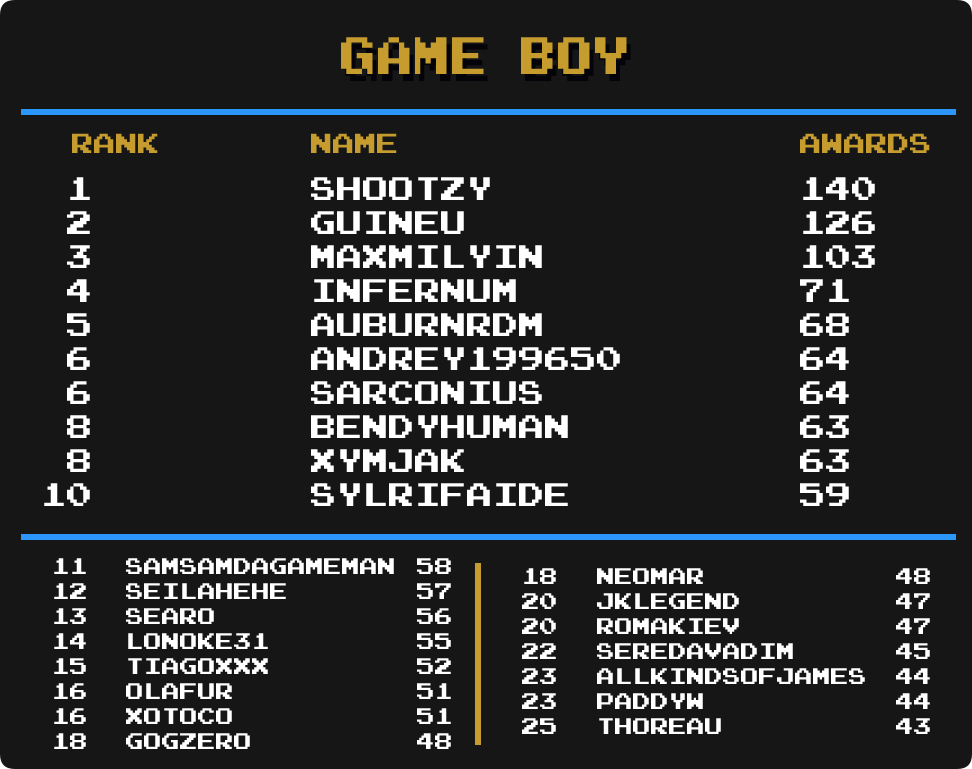 GAME BOY
RANK NAME AWARDS
1 SHOOTZY 140
2 GUINEU 126
3 MAXMILYIN 103
4 INFERNUM 71
5 AUBURNRDM 68
6 ANDREY199650 64
6 SARCONIUS 64
8 BENDYHUMAN 63
8 XYMJAK 63
10 SYLRIFAIDE 59
11 SAMSAMDAGAMEMAN 58
12 SEILAHEHE 57
13 SEARO 56
14 LONOKE31 55
15 TIAGOXXX 52
16 OLAFUR 51
16 XOTOCO 51
18 GOGZERO 48
18 NEOMAR 48
20 JKLEGEND 47
20 ROMAKIEV 47
22 SEREDAVADIM 45
23 ALLKINDSOFJAMES 44
23 PADDYW 44
25 THOREAU 43